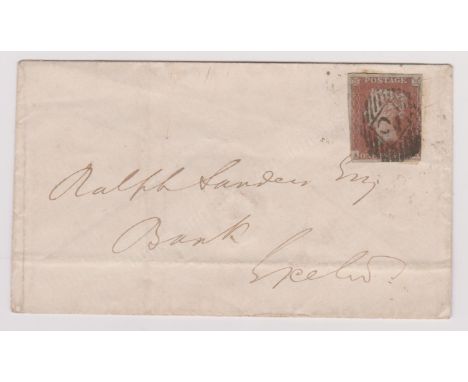 POSTAGE
Ralph Sanders Esq
Bank
Exeter